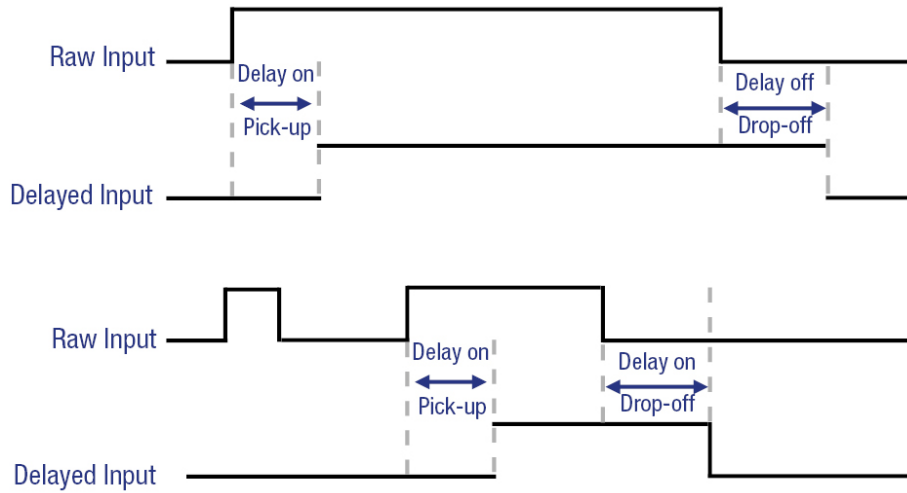 Raw Input
Delay on
Pick-up
Delay off
Drop-off
Delayed Input
Raw Input
Delay on
Pick-up
Delay on
Drop-off
Delayed Input